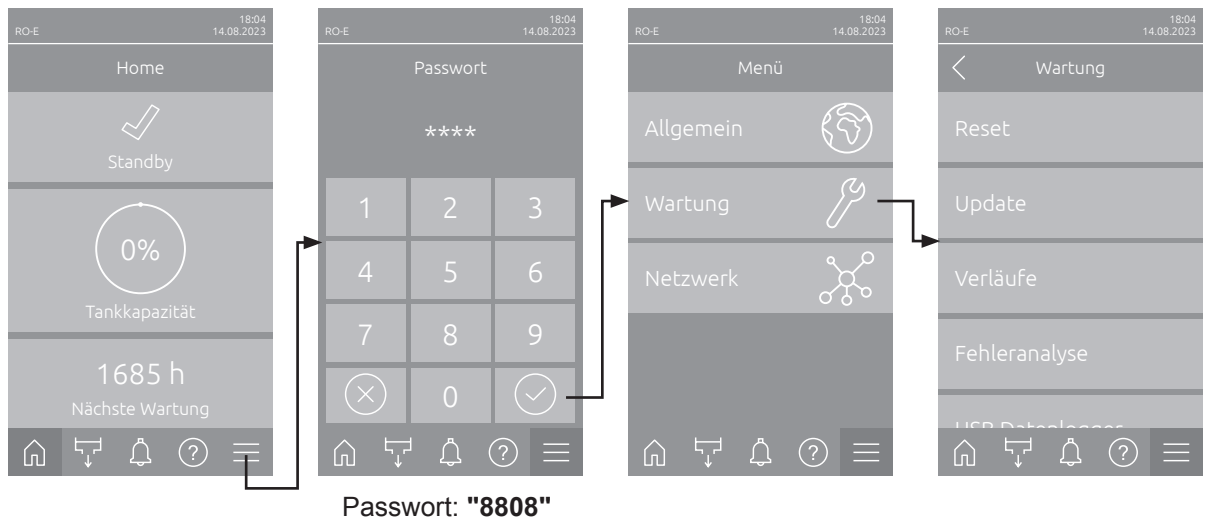 18:04
RO-E 14.08.2023
Home
Standby
0%
Tankkapazität
1685 h
Nächste Wartung
?
18:04
RO-E 14.08.2023
Passwort
****
1 2 3
4 5 6
7 8 9
0
?
Passwort: "8808"
18:04
RO-E 14.08.2023
Menü
Allgemein
Wartung
Netzwerk
?
18:04
RO-E 14.08.2023
Wartung
Reset
Update
Verläufe
Fehleranalyse
USB Datenlogger
?